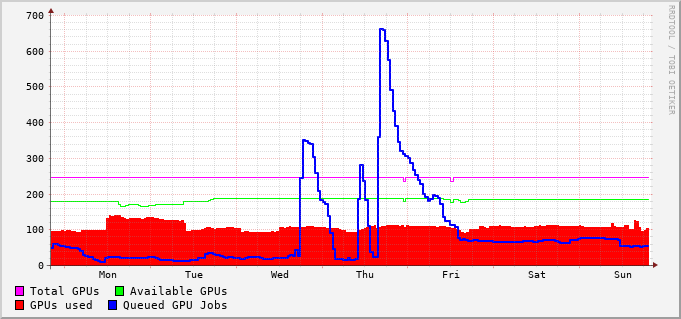 700
600
500
400
300
200
100
0
Mon Tue Wed Thu Fri Sat Sun
Total GPUs Available GPUs
GPUs used Queued GPU Jobs
RRDTOOL / TOBI OETIKER